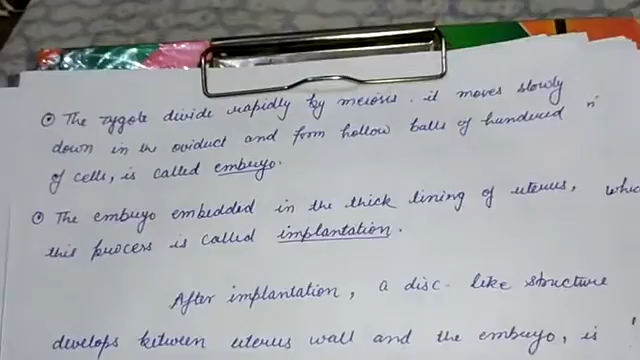 The zygote divide rapidly by meiosis. it moves slowly
down in the oviduct and form hollow balls of hundered
of cells, is called embryo.
The embryo embedded in the thick lining of uterus,
this process is called implantation.
After implantation, a disc-like structure
develops between uterus wall and the embryo, is